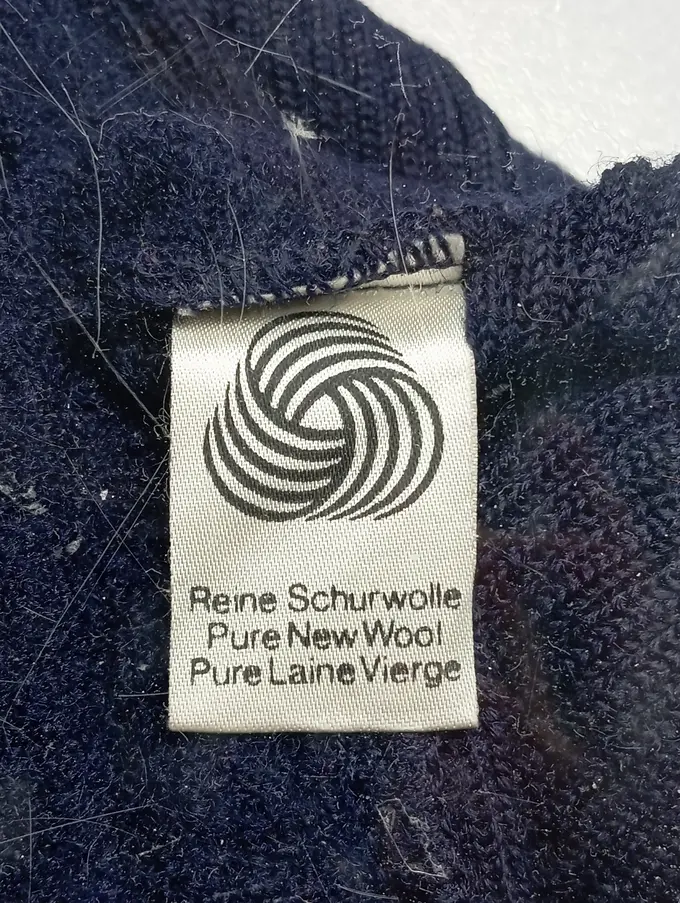 Reine Schurwolle
Pure New Wool
Pure Laine Vierge